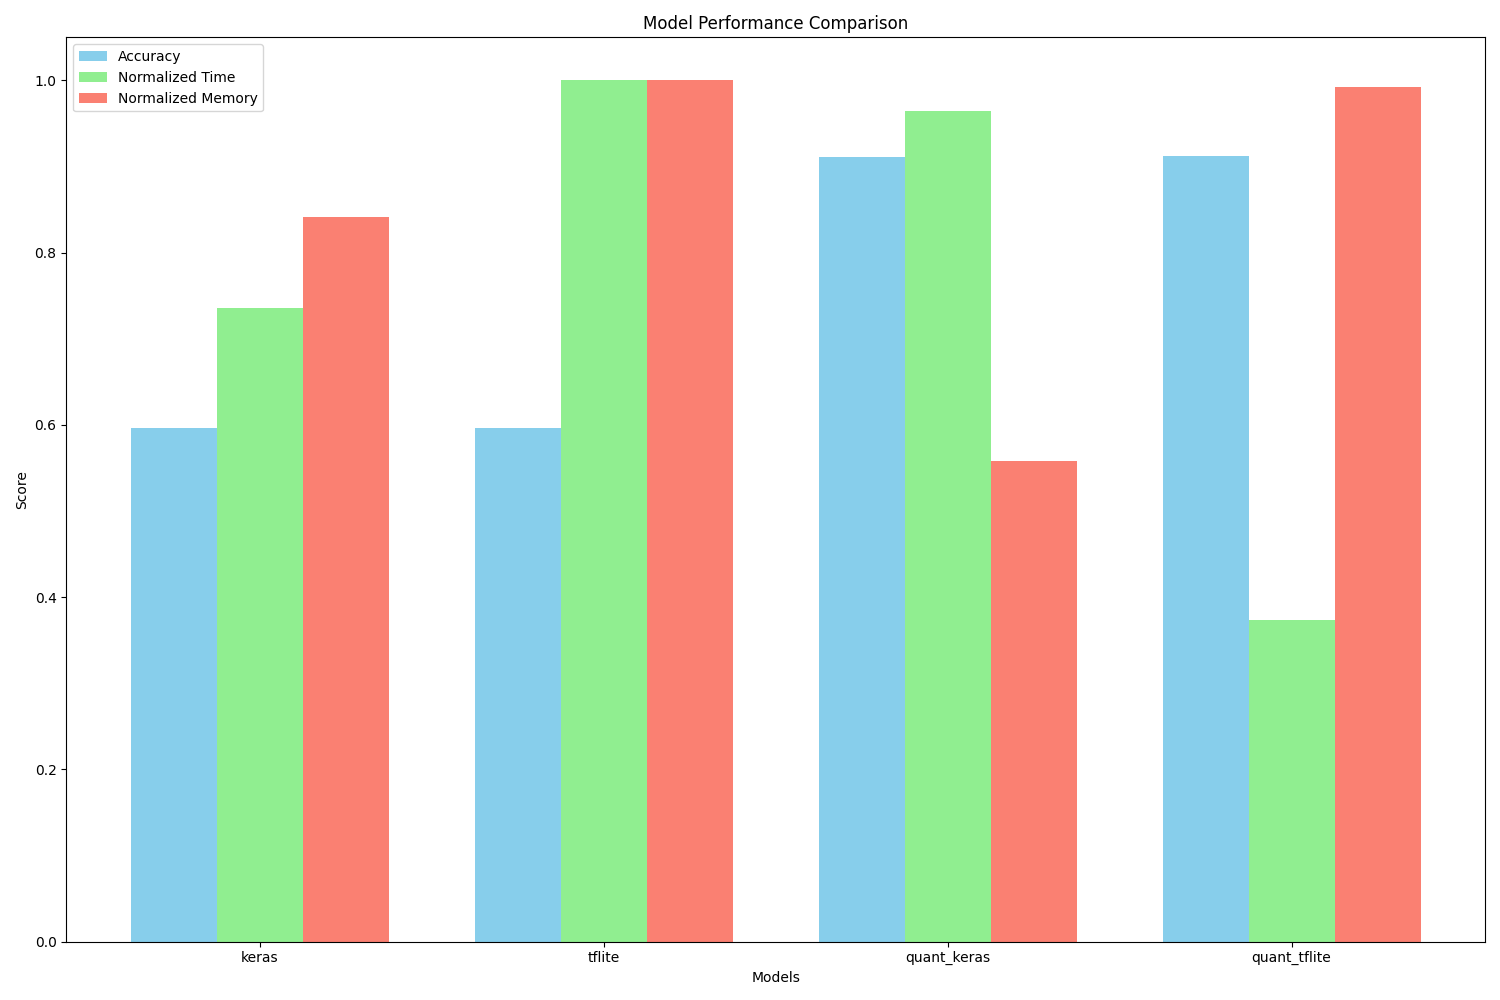 Model Performance Comparison
Accuracy
Normalized Time
Normalized Memory
Score
1.0
0.8
0.6
0.4
0.2
0.0
keras
tflite
quant_keras
quant_tflite
Models